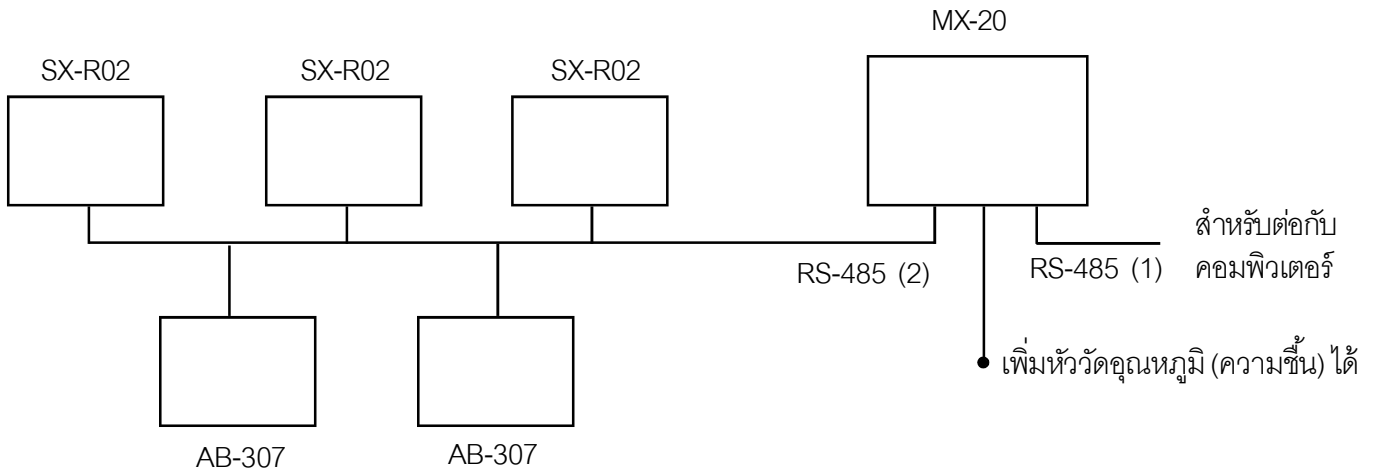 MX-20
SX-R02
SX-R02
SX-R02
สำหรับต่อกับ
คอมพิวเตอร์
RS-485 (2)
RS-485 (1)
เพิ่มหัววัดอุณหภูมิ (ความชื้น) ได้
AB-307
AB-307